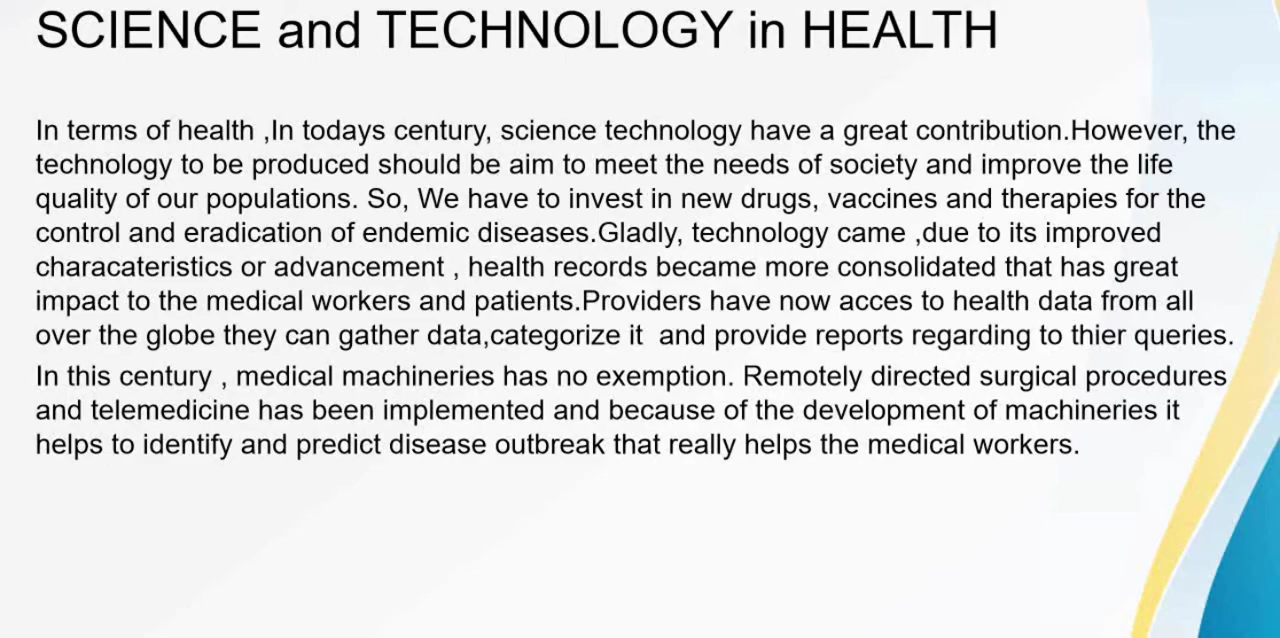 SCIENCE and TECHNOLOGY in HEALTH
In terms of health ,In todays century, science technology have a great contribution.However, the
technology to be produced should be aim to meet the needs of society and improve the life
quality of our populations. So, We have to invest in new drugs, vaccines and therapies for the
control and eradication of endemic diseases.Gladly, technology came ,due to its improved
characateristics or advancement , health records became more consolidated that has great
impact to the medical workers and patients.Providers have now acces to health data from all
over the globe they can gather data,categorize it  and provide reports regarding to thier queries.
In this century , medical machineries has no exemption. Remotely directed surgical procedures
and telemedicine has been implemented and because of the development of machineries it
helps to identify and predict disease outbreak that really helps the medical workers.